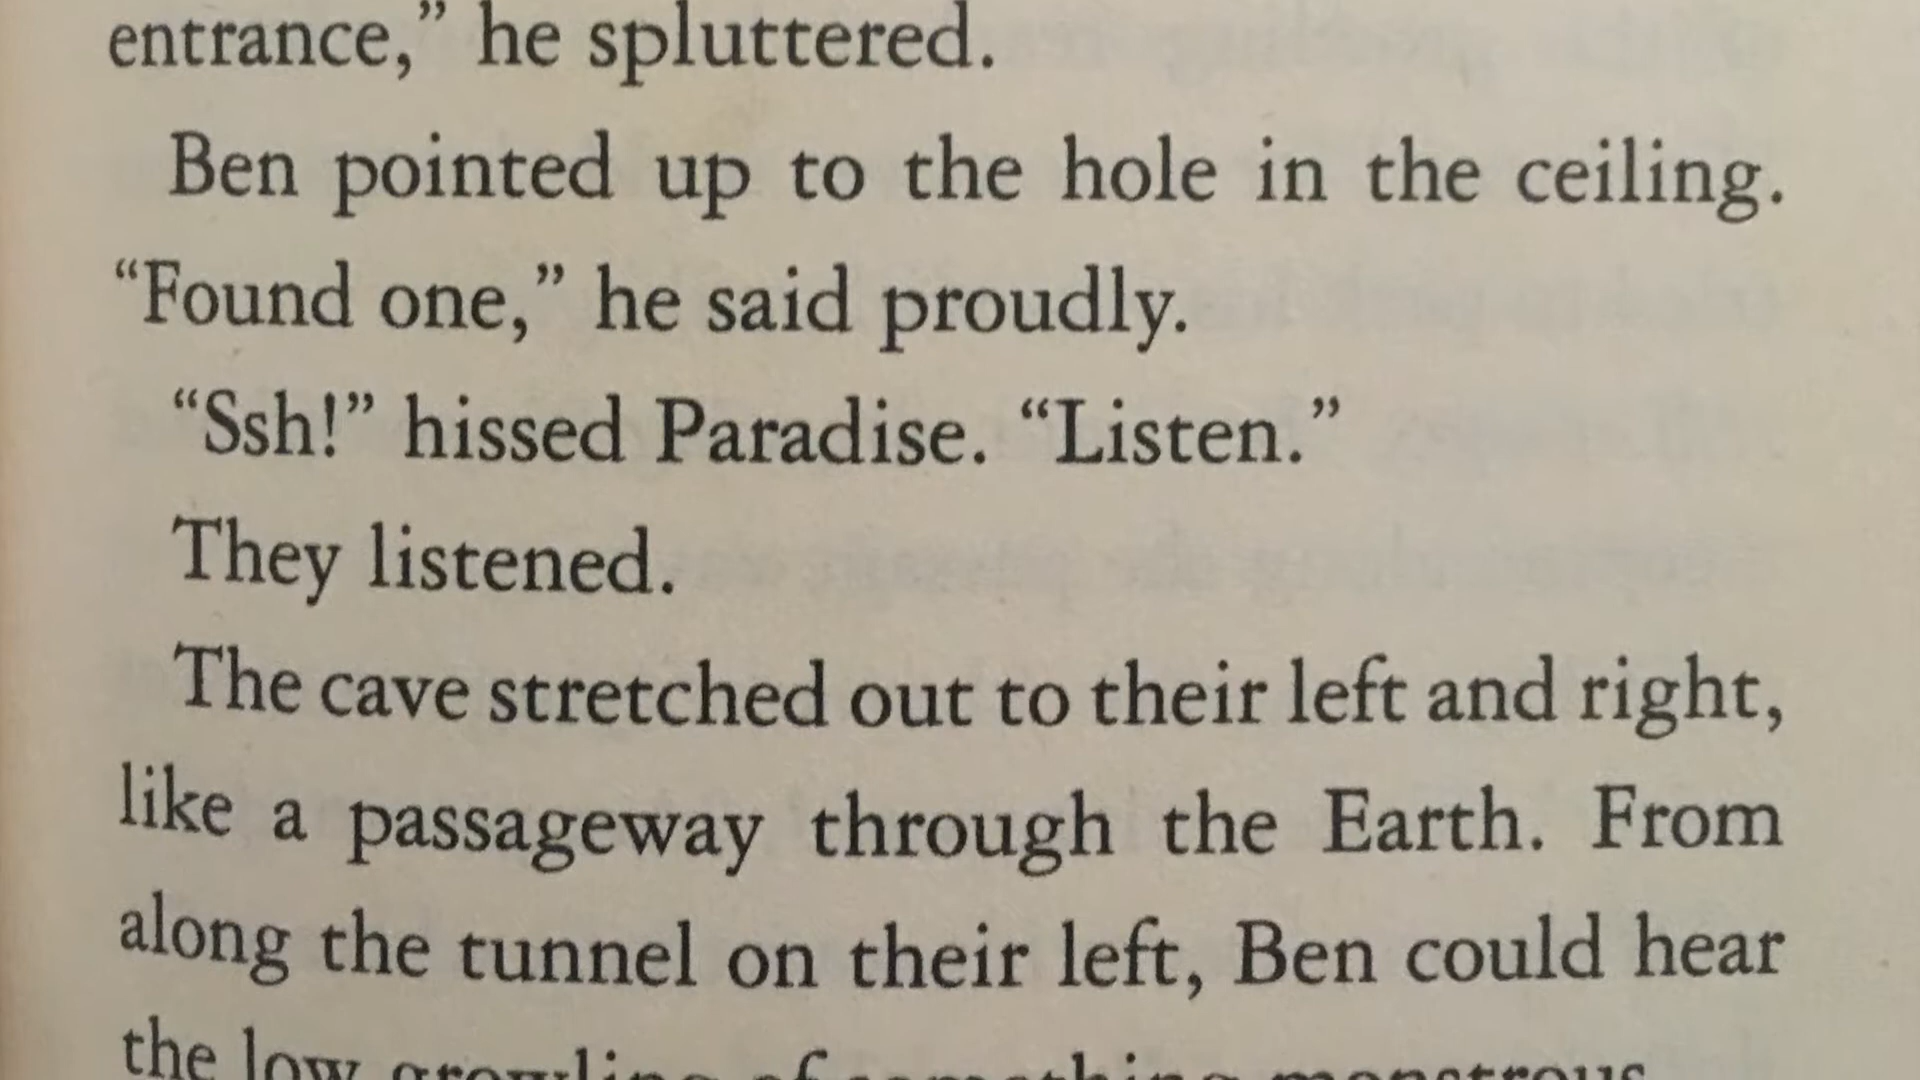 entrance,” he spluttered.
Ben pointed up to the hole in the ceiling.
“Found one,” he said proudly.
“Ssh!” hissed Paradise. “Listen.”
They listened.
The cave stretched out to their left and right,
like a passageway through the Earth. From
along the tunnel on their left, Ben could hear
the low growling of something monstrous